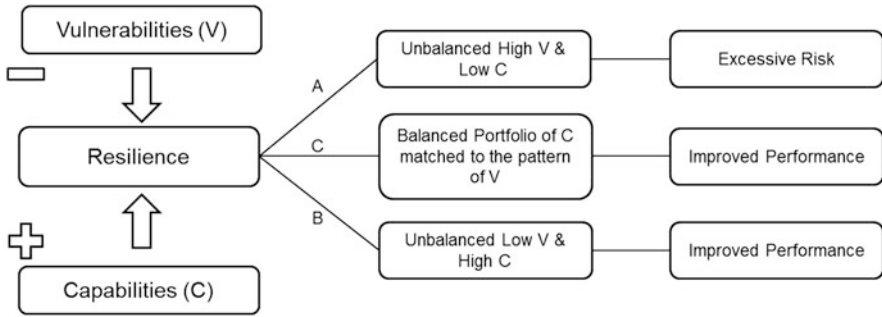 Vulnerabilities (V)
Resilience
Capabilities (C)
A
C
B
Unbalanced High V &
Low C
Balanced Portfolio of C
matched to the pattern
of V
Unbalanced Low V &
High C
Excessive Risk
Improved Performance
Improved Performance